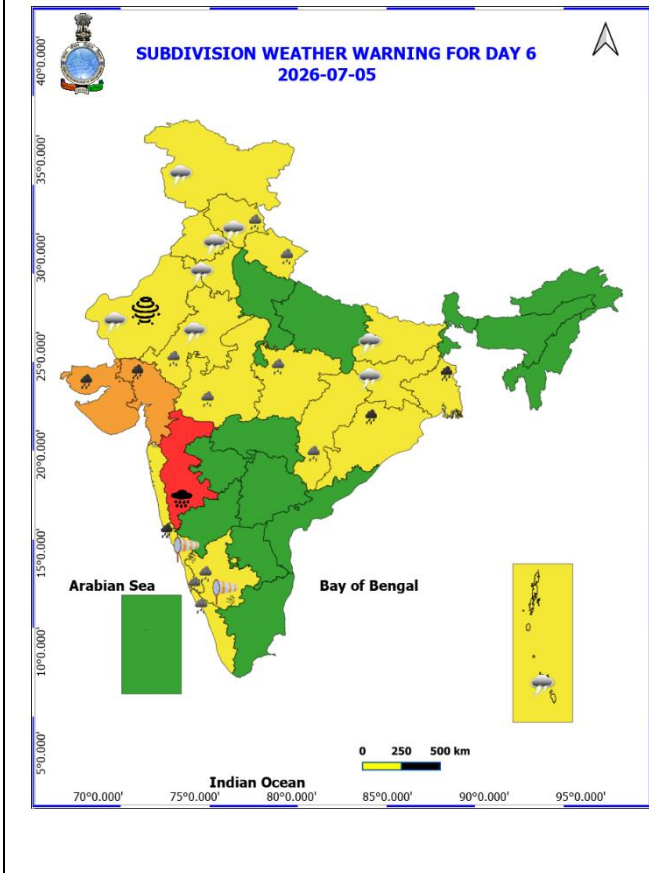 SUBDIVISION WEATHER WARNING FOR DAY 6
2026-07-05
40°0.000'
35°0.000'
30°0.000'
25°0.000'
20°0.000'
15°0.000'
10°0.000'
5°0.000'
Arabian Sea
Bay of Bengal
0 250 500 km
Indian Ocean
70°0.000' 75°0.000' 80°0.000' 85°0.000' 90°0.000' 95°0.000'